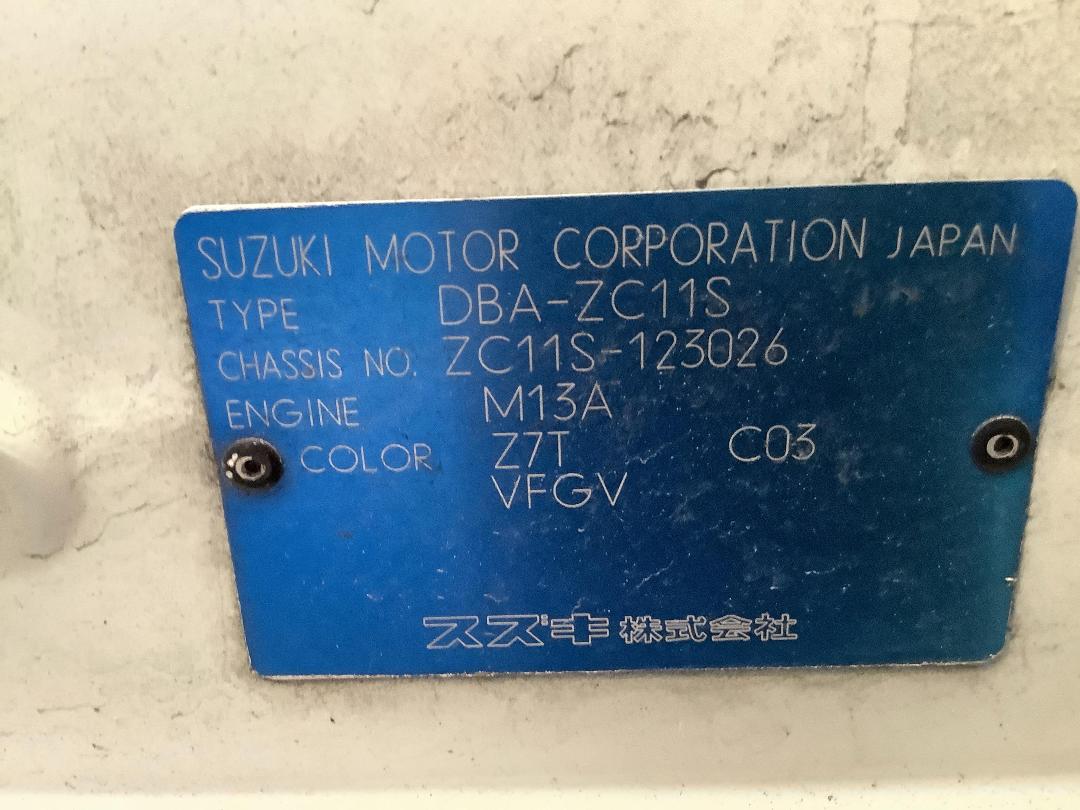 SUZUKI MOTOR CORPORATION JAPAN
TYPE DBA-ZC11S
CHASSIS NO. ZC11S-123026
ENGINE M13A
COLOR Z7T C03
VFGV
スズキ株式会社